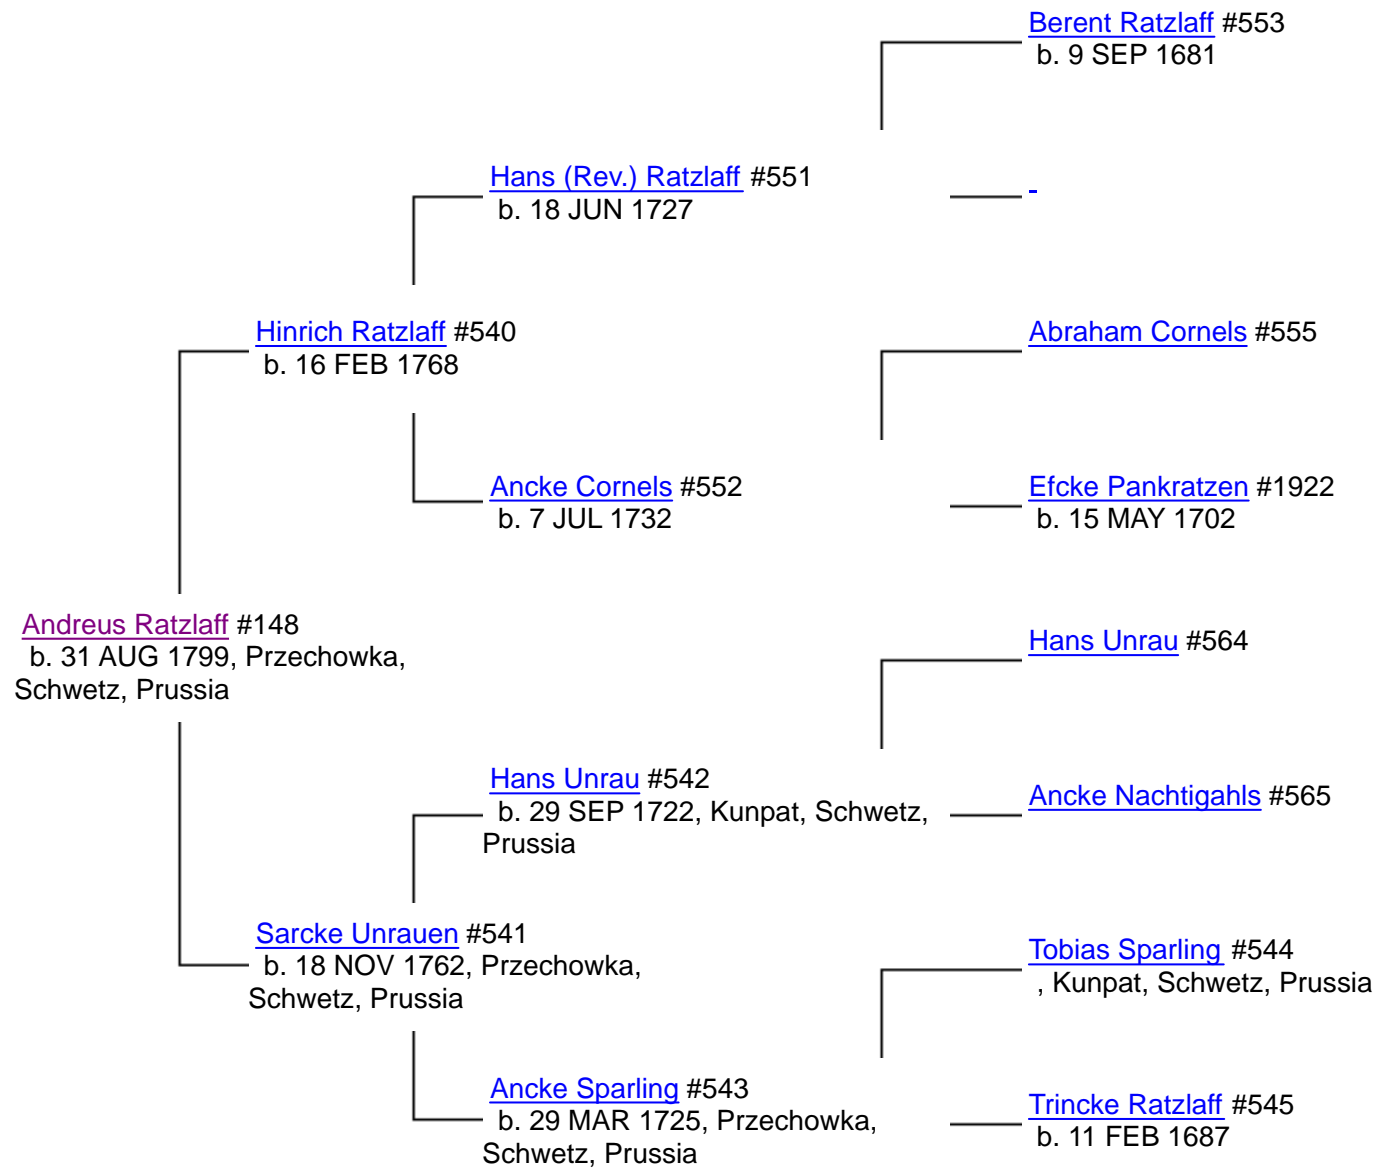 Berent Ratzlaff #553
b. 9 SEP 1681
Hans (Rev.) Ratzlaff #551
b. 18 JUN 1727
-
Hinrich Ratzlaff #540
b. 16 FEB 1768
Abraham Cornels #555
Ancke Cornels #552
b. 7 JUL 1732
Efcke Pankratzen #1922
b. 15 MAY 1702
Andreus Ratzlaff #148
b. 31 AUG 1799, Przechowka,
Schwetz, Prussia
Hans Unrau #564
Hans Unrau #542
b. 29 SEP 1722, Kunpat, Schwetz,
Prussia
Ancke Nachtigahls #565
Sarcke Unrauen #541
b. 18 NOV 1762, Przechowka,
Schwetz, Prussia
Tobias Sparling #544
, Kunpat, Schwetz, Prussia
Ancke Sparling #543
b. 29 MAR 1725, Przechowka,
Schwetz, Prussia
Trincke Ratzlaff #545
b. 11 FEB 1687